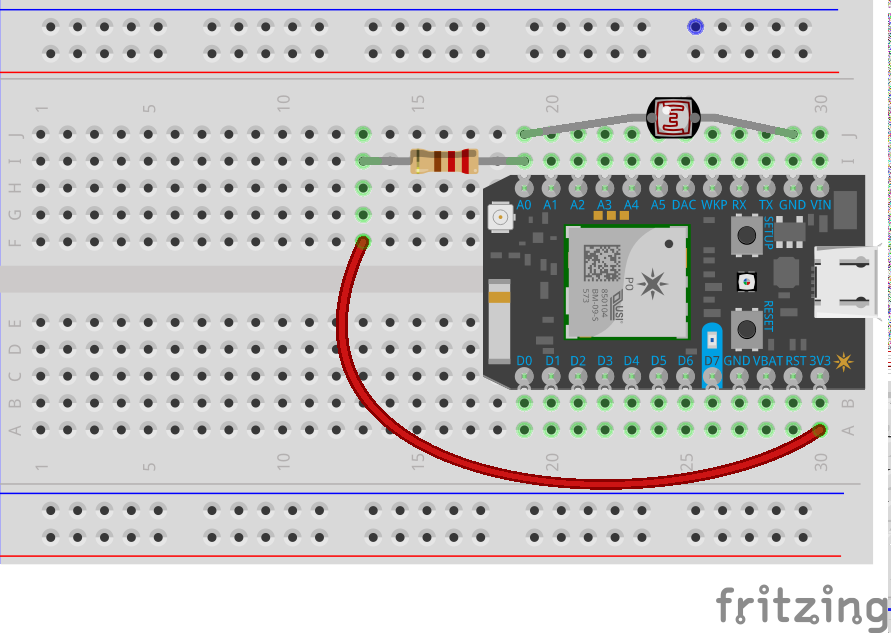 1 5 10 15 20 30
J J
I I
H
G
F
A0 A1 A2 A3 A4 A5 DAC WKP RX TX GND VIN
SETUP
P0
RESET
D0 D1 D2 D3 D4 D5 D6 D7 GND VBAT RST 3V3
E
D
C
B B
A A
1 5 10 15 20 25 30
fritzing